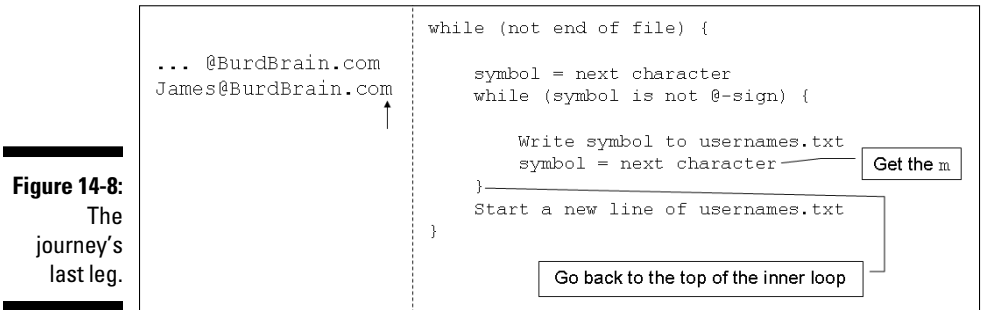 Figure 14-8:
The
journey's
last leg.
... @BurdBrain.com
James@BurdBrain.com
while (not end of file) {
symbol = next character
while (symbol is not @-sign) {
Write symbol to usernames.txt
symbol = next character
Get the m
}
Start a new line of usernames.txt
}
Go back to the top of the inner loop